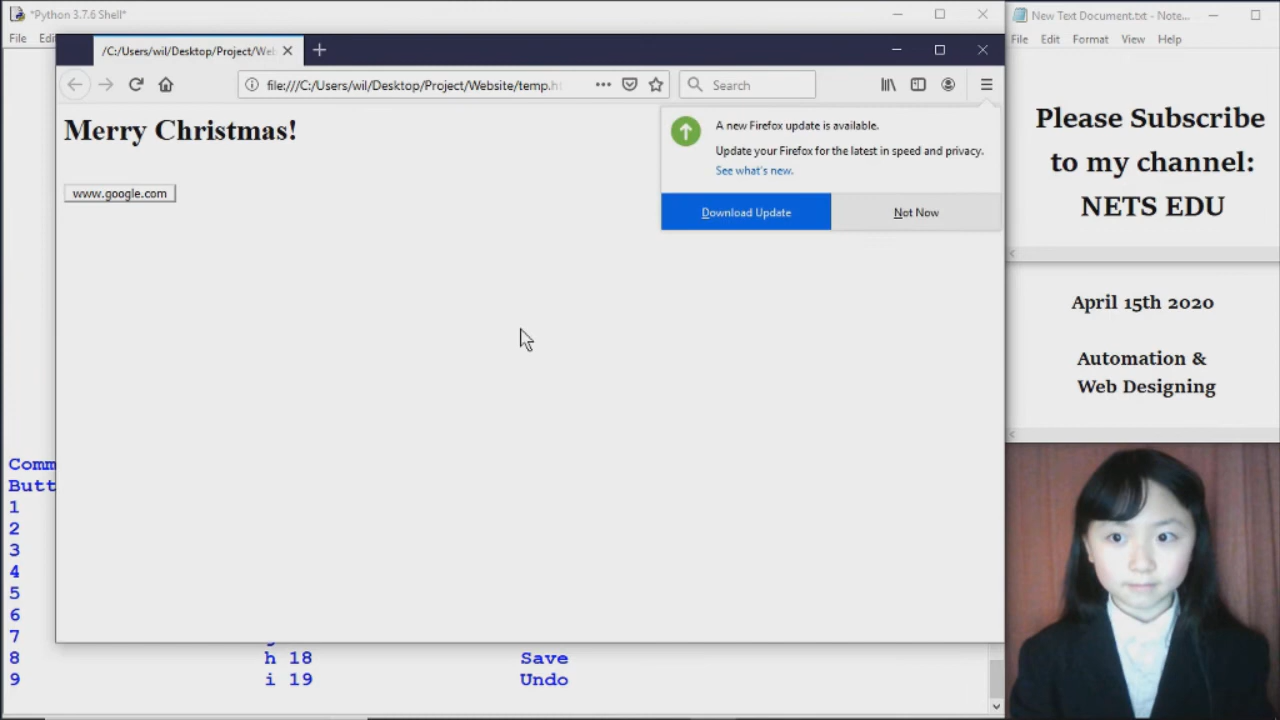 *Python 3.7.6 Shell*
File
/C:/Users/wil/Desktop/Project/Web
file:///C:/Users/wil/Desktop/Project/Website/temp.h
Search
Merry Christmas!
www.google.com
A new Firefox update is available.
Update your Firefox for the latest in speed and privacy.
See what's new.
Download Update
Not Now
New Text Document.txt - Note...
File Edit Format View Help
Please Subscribe
to my channel:
NETS EDU
April 15th 2020
Automation &
Web Designing
1
2
3
4
5
6
7
8 h 18 Save
9 i 19 Undo